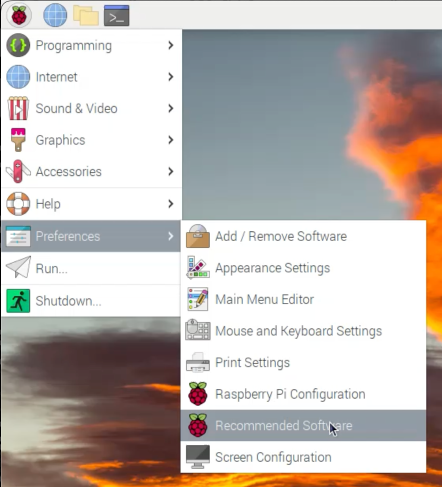 Programming
Internet
Sound & Video
Graphics
Accessories
Help
Preferences
Run...
Shutdown...
Add / Remove Software
Appearance Settings
Main Menu Editor
Mouse and Keyboard Settings
Print Settings
Raspberry Pi Configuration
Recommended Software
Screen Configuration